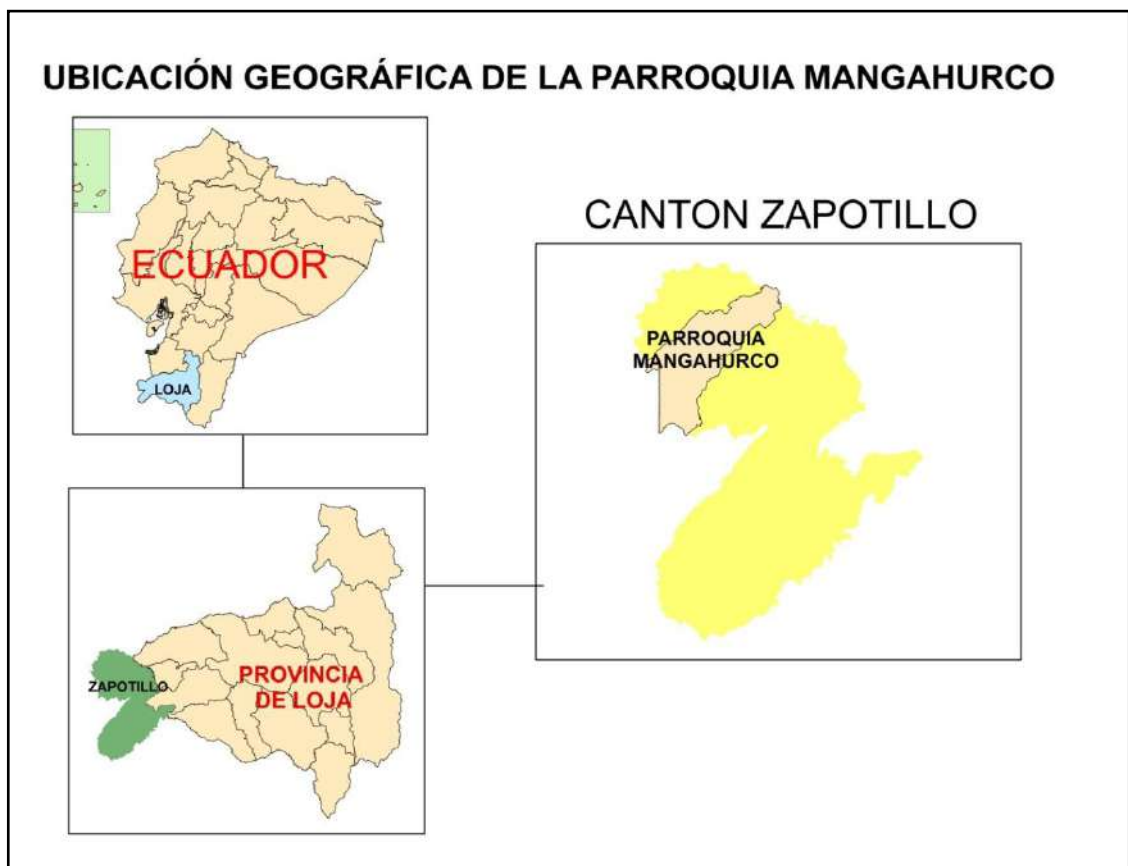 UBICACIÓN GEOGRÁFICA DE LA PARROQUIA MANGAHURCO
ECUADOR
LOJA
CANTON ZAPOTILLO
PARROQUIA
MANGAHURCO
ZAPOTILLO
PROVINCIA
DE LOJA